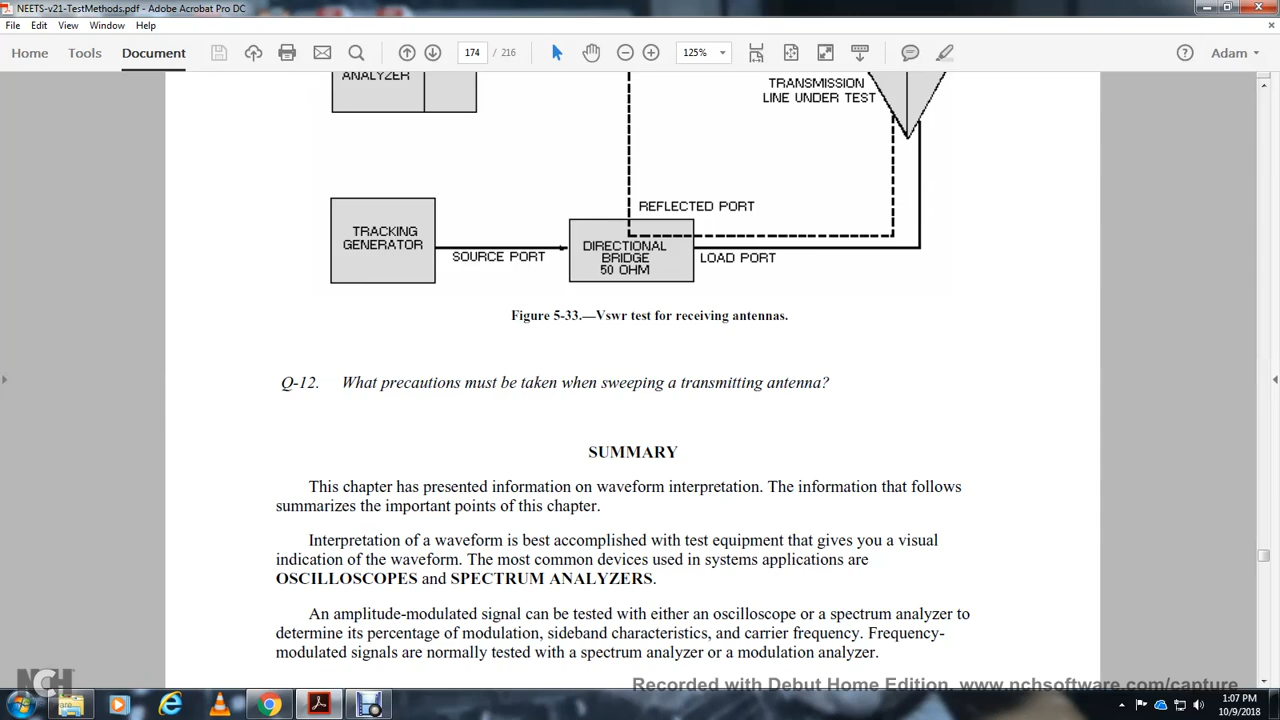 NEETS-v21-TestMethods.pdf - Adobe Acrobat Pro DC
File Edit View Window Help
Home Tools Document 174 / 216 125% Adam
ANALYZER
TRANSMISSION
LINE UNDER TEST
REFLECTED PORT
TRACKING
GENERATOR
SOURCE PORT
DIRECTIONAL
BRIDGE
50 OHM
LOAD PORT
Figure 5-33.—Vswr test for receiving antennas.
Q-12. What precautions must be taken when sweeping a transmitting antenna?
SUMMARY
This chapter has presented information on waveform interpretation. The information that follows
summarizes the important points of this chapter.
Interpretation of a waveform is best accomplished with test equipment that gives you a visual
indication of the waveform. The most common devices used in systems applications are
OSCILLOSCOPES and SPECTRUM ANALYZERS.
An amplitude-modulated signal can be tested with either an oscilloscope or a spectrum analyzer to
determine its percentage of modulation, sideband characteristics, and carrier frequency. Frequency-
modulated signals are normally tested with a spectrum analyzer or a modulation analyzer.
NCH
Recorded with Debut Home Edition. www.nchsoftware.com/capture
1:07 PM
10/9/2018